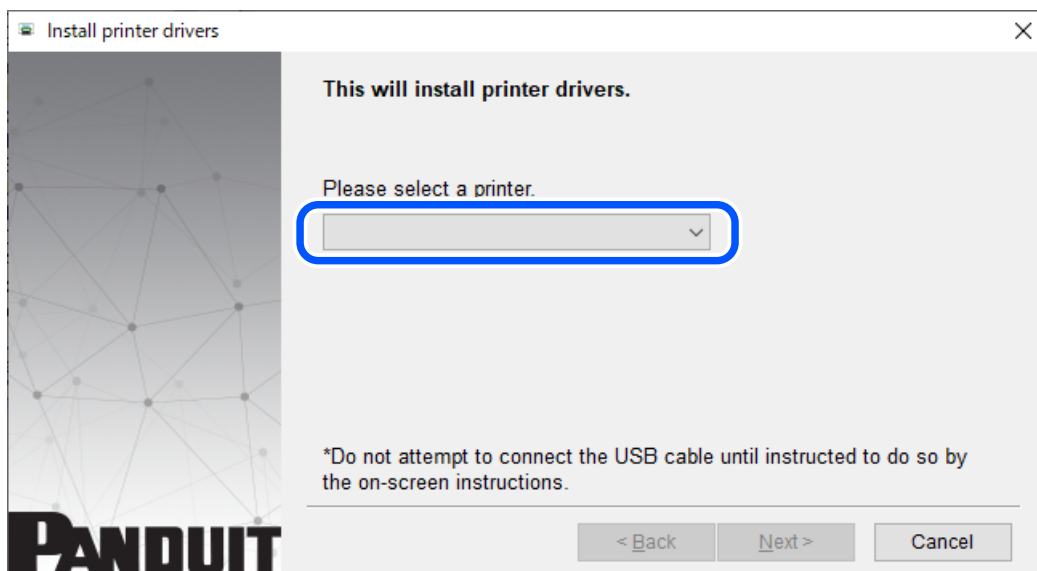 Install printer drivers
This will install printer drivers.
Please select a printer.
*Do not attempt to connect the USB cable until instructed to do so by
the on-screen instructions.
PANDUIT
< Back Next > Cancel